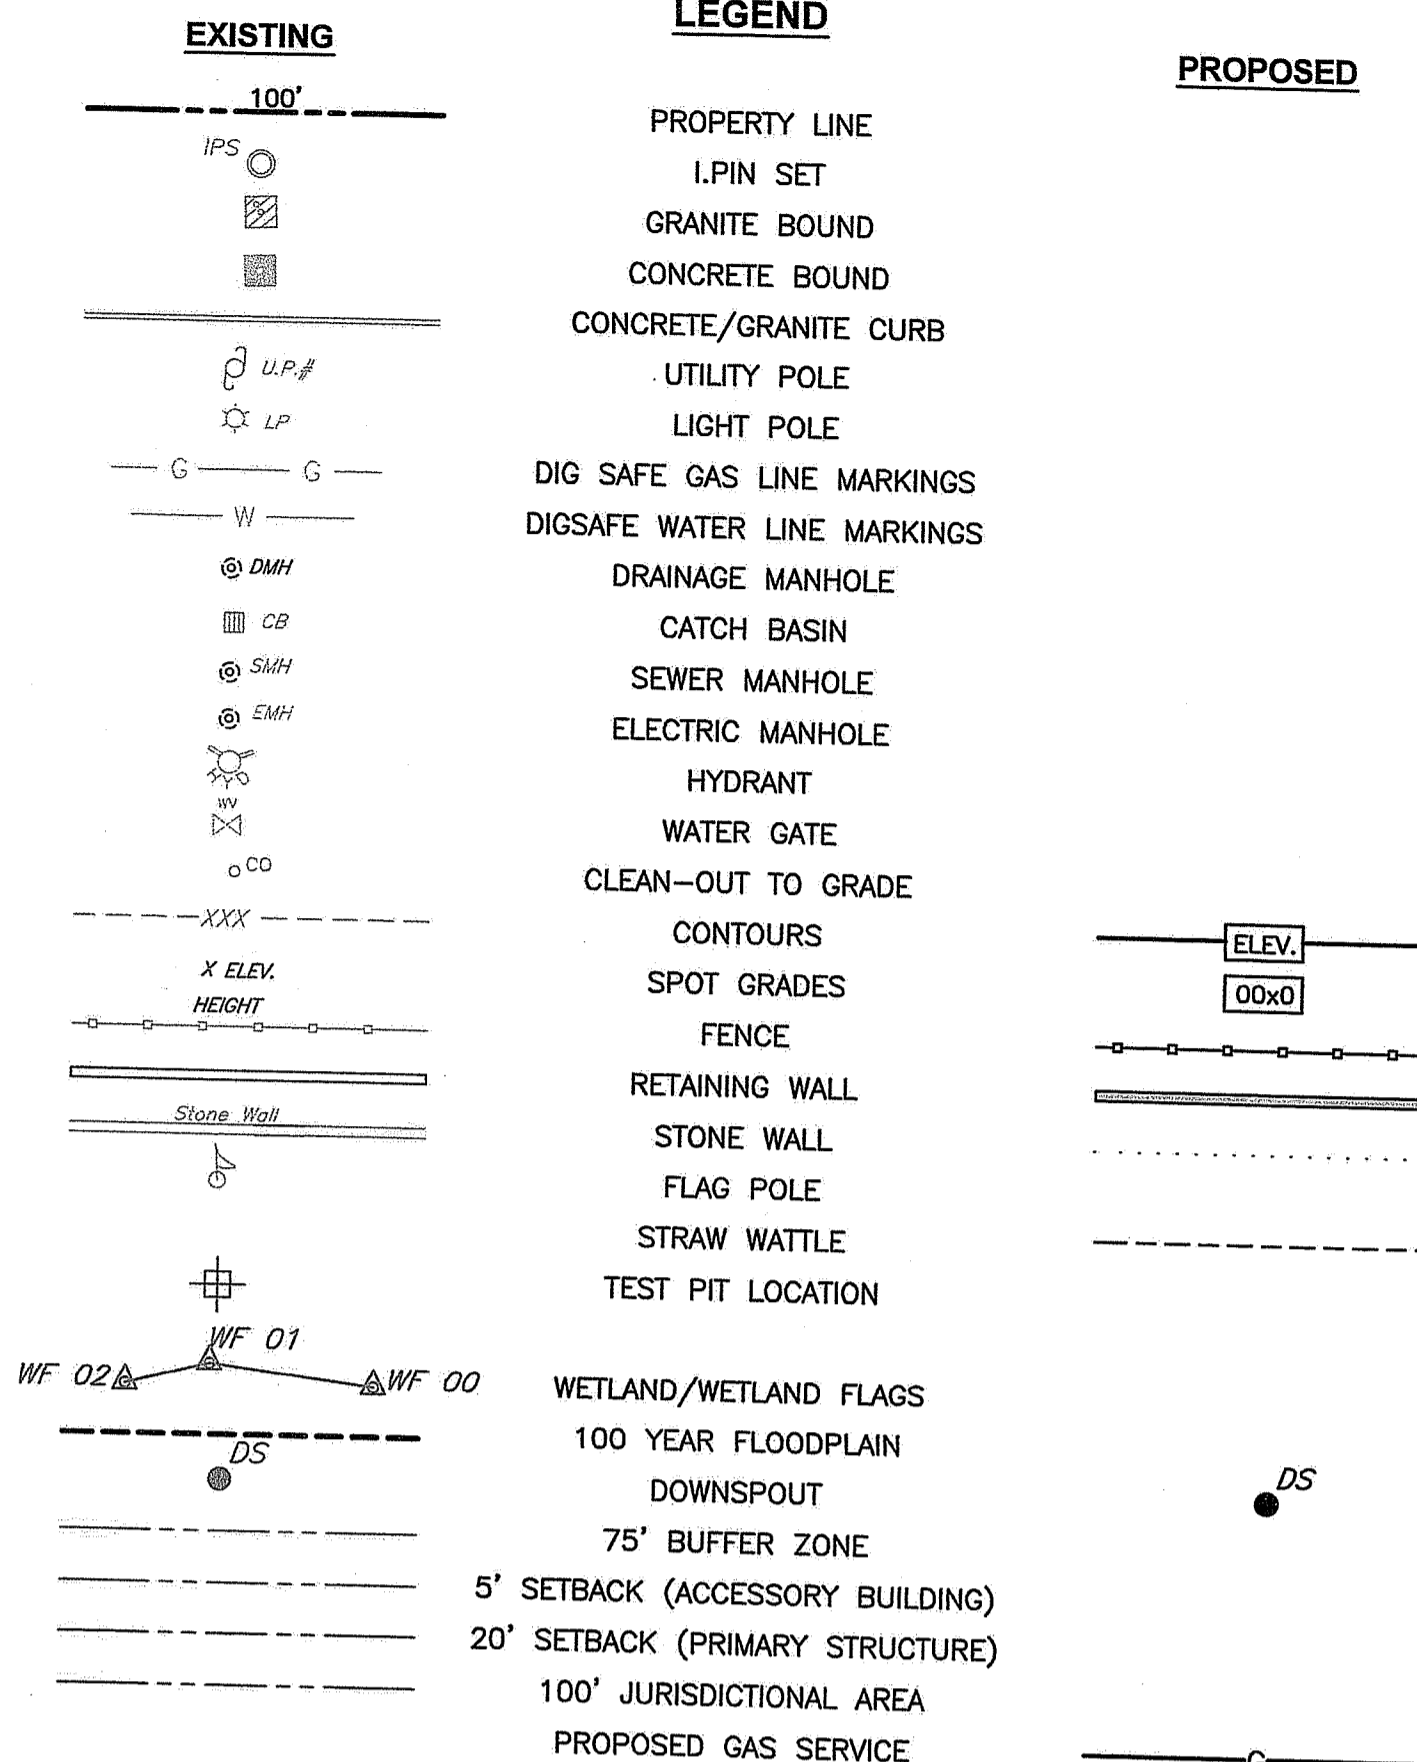 LEGEND
EXISTING
PROPOSED
100' PROPERTY LINE
IPS I.PIN SET
GRANITE BOUND
CONCRETE BOUND
CONCRETE/GRANITE CURB
U.P.# UTILITY POLE
LP LIGHT POLE
G G DIG SAFE GAS LINE MARKINGS
W DIGSAFE WATER LINE MARKINGS
DMH DRAINAGE MANHOLE
CB CATCH BASIN
SMH SEWER MANHOLE
EMH ELECTRIC MANHOLE
HYD HYDRANT
WV WATER GATE
CO CLEAN-OUT TO GRADE
XXX CONTOURS ELEV.
X ELEV. SPOT GRADES 00x0
HEIGHT FENCE
RETAINING WALL
Stone Wall STONE WALL
FLAG POLE
STRAW WATTLE
TEST PIT LOCATION
WF 01
WF 02 WF 00 WETLAND/WETLAND FLAGS
100 YEAR FLOODPLAIN
DS DOWNSPOUT DS
75' BUFFER ZONE
5' SETBACK (ACCESSORY BUILDING)
20' SETBACK (PRIMARY STRUCTURE)
100' JURISDICTIONAL AREA
PROPOSED GAS SERVICE G